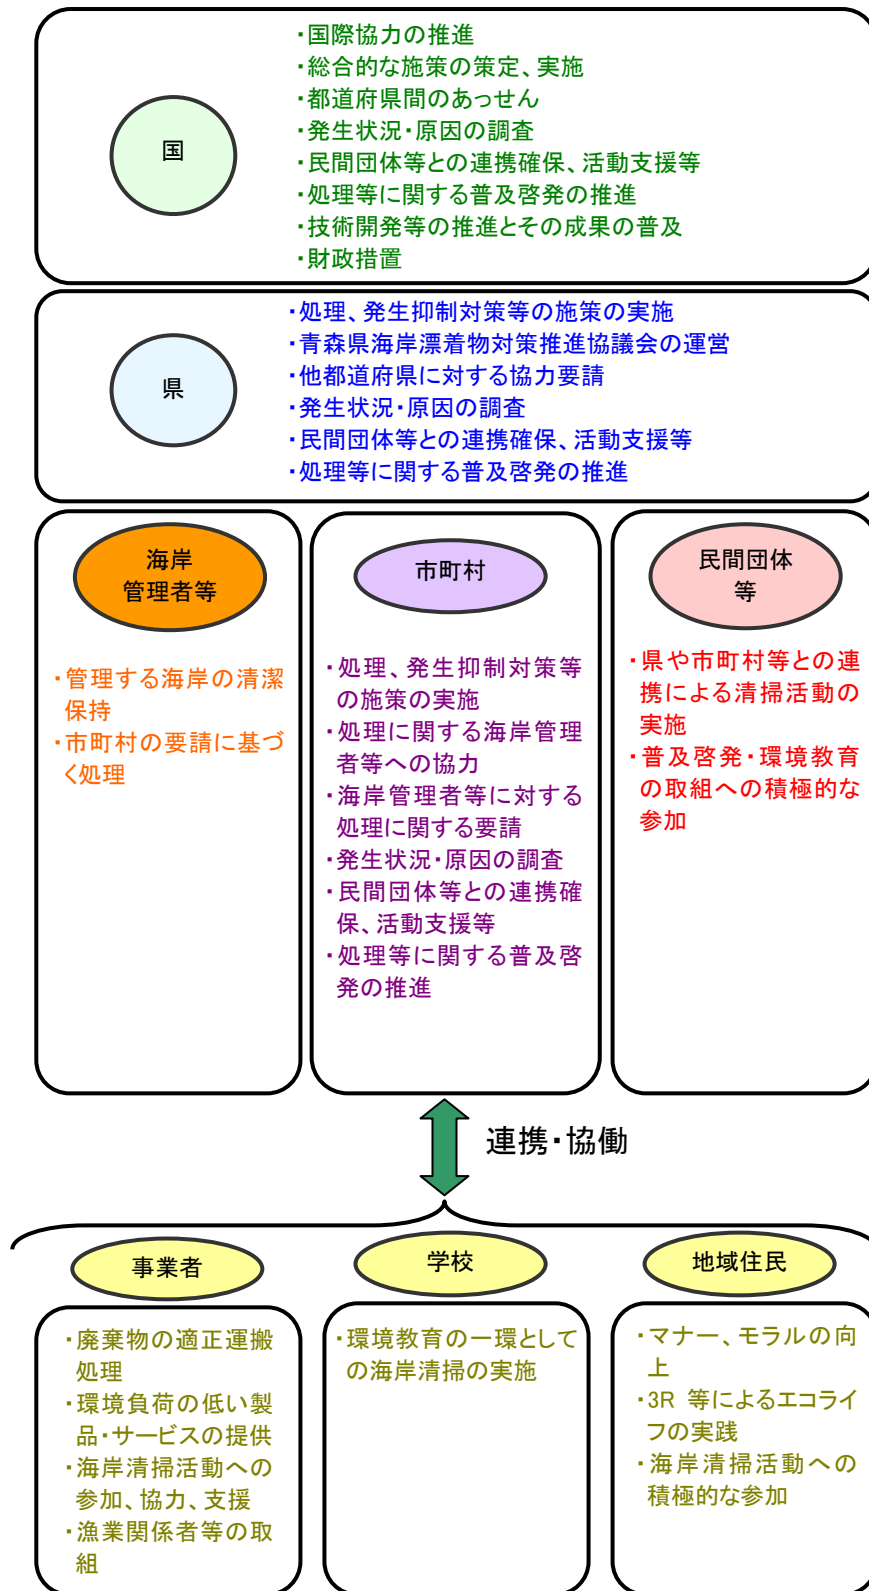 国
・国際協力の推進
・総合的な施策の策定、実施
・都道府県間のあっせん
・発生状況・原因の調査
・民間団体等との連携確保、活動支援等
・処理等に関する普及啓発の推進
・技術開発等の推進とその成果の普及
・財政措置
県
・処理、発生抑制対策等の施策の実施
・青森県海岸漂着物対策推進協議会の運営
・他都道府県に対する協力要請
・発生状況・原因の調査
・民間団体等との連携確保、活動支援等
・処理等に関する普及啓発の推進
海岸
管理者等
・管理する海岸の清潔
保持
・市町村の要請に基づ
く処理
市町村
・処理、発生抑制対策等
の施策の実施
・処理に関する海岸管理
者等への協力
・海岸管理者等に対する
処理に関する要請
・発生状況・原因の調査
・民間団体等との連携確
保、活動支援等
・処理等に関する普及啓
発の推進
民間団体
等
・県や市町村等との連
携による清掃活動の
実施
・普及啓発・環境教育
の取組への積極的な
参加
連携・協働
事業者
・廃棄物の適正運搬
処理
・環境負荷の低い製
品・サービスの提供
・海岸清掃活動への
参加、協力、支援
・漁業関係者等の取
組
学校
・環境教育の一環として
の海岸清掃の実施
地域住民
・マナー、モラルの向
上
・3R 等によるエコライ
フの実践
・海岸清掃活動への
積極的な参加